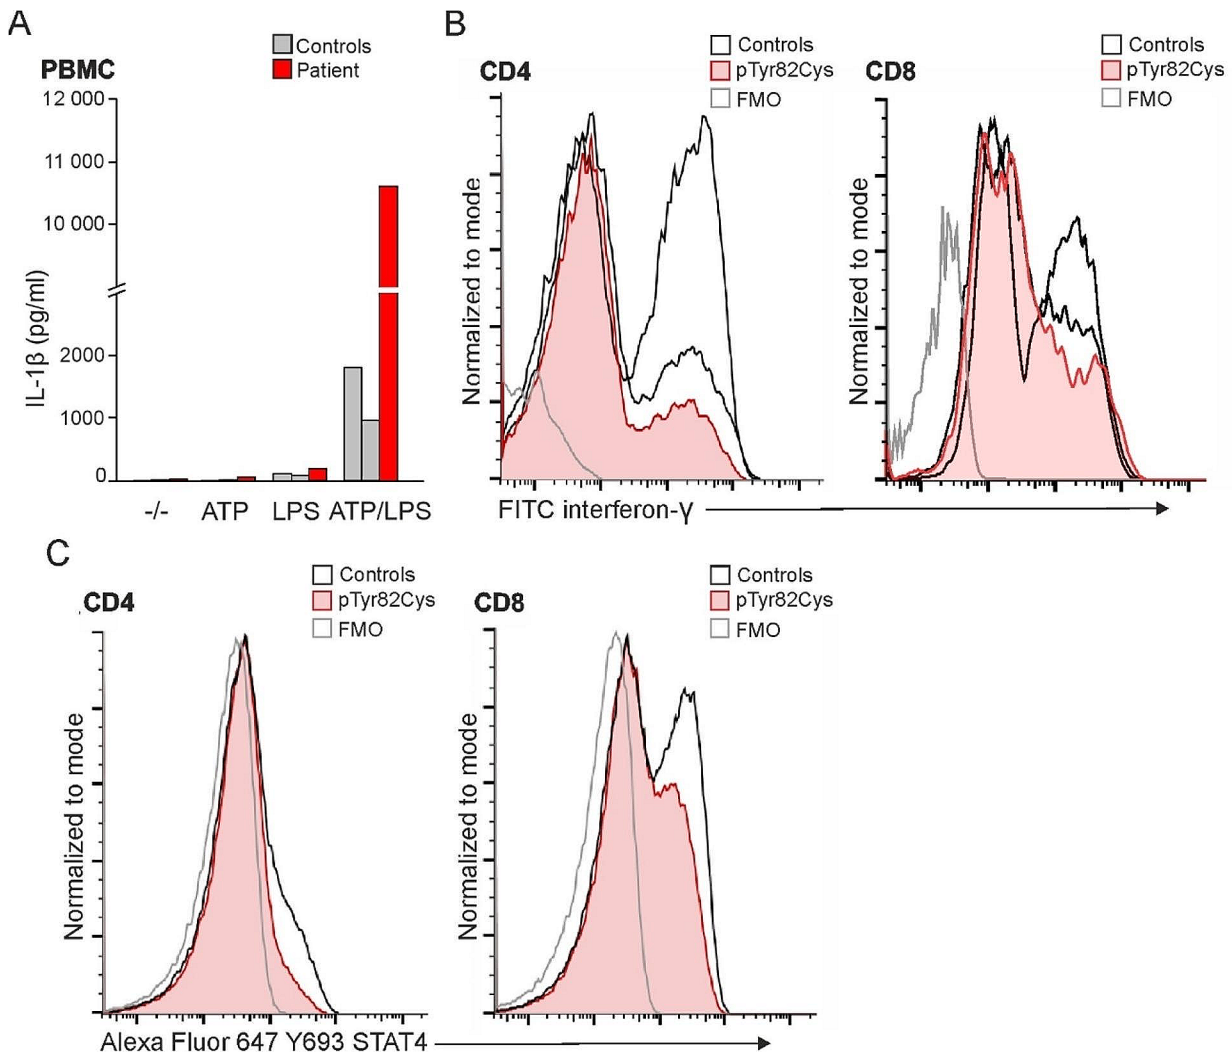 A
PBMC
Controls
Patient
IL-1β (pg/ml)
12 000
11 000
10 000
2000
1000
0
-/- ATP LPS ATP/LPS
B
CD4
Controls
pTyr82Cys
FMO
Normalized to mode
CD8
Controls
pTyr82Cys
FMO
Normalized to mode
FITC interferon-γ
C
CD4
Controls
pTyr82Cys
FMO
Normalized to mode
CD8
Controls
pTyr82Cys
FMO
Normalized to mode
Alexa Fluor 647 Y693 STAT4